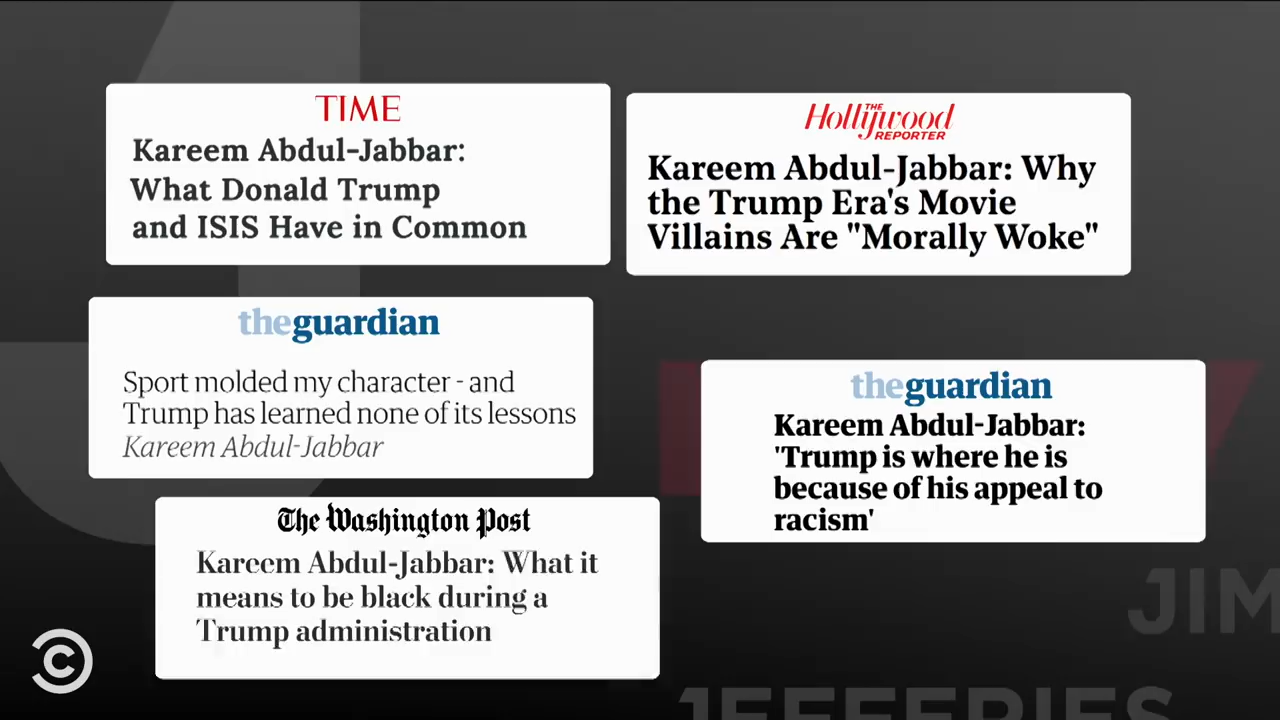 TIME
Kareem Abdul-Jabbar:
What Donald Trump
and ISIS Have in Common
THE
Hollywood
REPORTER
Kareem Abdul-Jabbar: Why
the Trump Era's Movie
Villains Are "Morally Woke"
theguardian
Sport molded my character - and
Trump has learned none of its lessons
Kareem Abdul-Jabbar
theguardian
Kareem Abdul-Jabbar:
'Trump is where he is
because of his appeal to
racism'
The Washington Post
Kareem Abdul-Jabbar: What it
means to be black during a
Trump administration
JIM
JEFFERIES
C